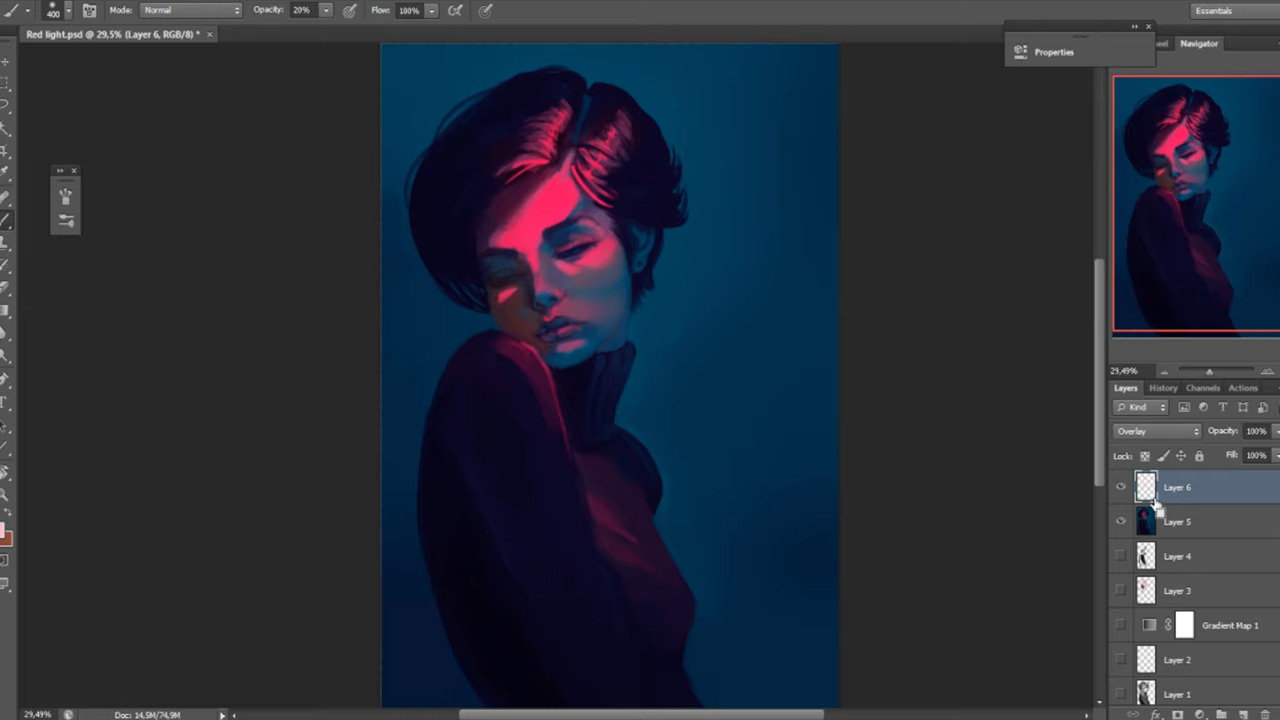 400 Mode: Normal Opacity: 20% Flow: 100% Essentials
Red light.psd @ 29,5% (Layer 6, RGB/8) * ×
Properties
Navigator
29,49%
Layers History Channels Actions
Kind
Overlay Opacity: 100%
Lock: Fill: 100%
Layer 6
Layer 5
Layer 4
Layer 3
Gradient Map 1
Layer 2
Layer 1
29,49% Doc: 14,5M/74,9M